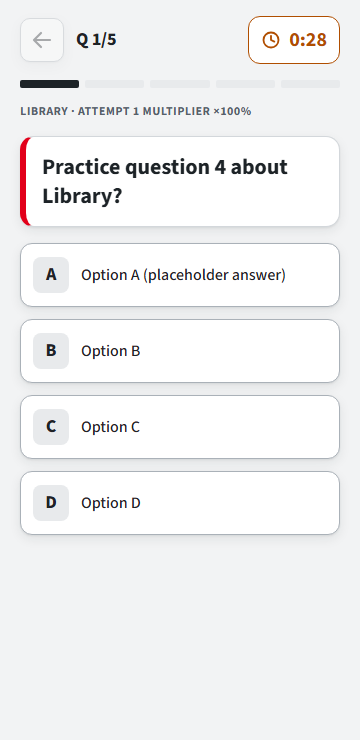 Q 1/5
0:28
LIBRARY · ATTEMPT 1 MULTIPLIER ×100%
Practice question 4 about
Library?
A Option A (placeholder answer)
B Option B
C Option C
D Option D